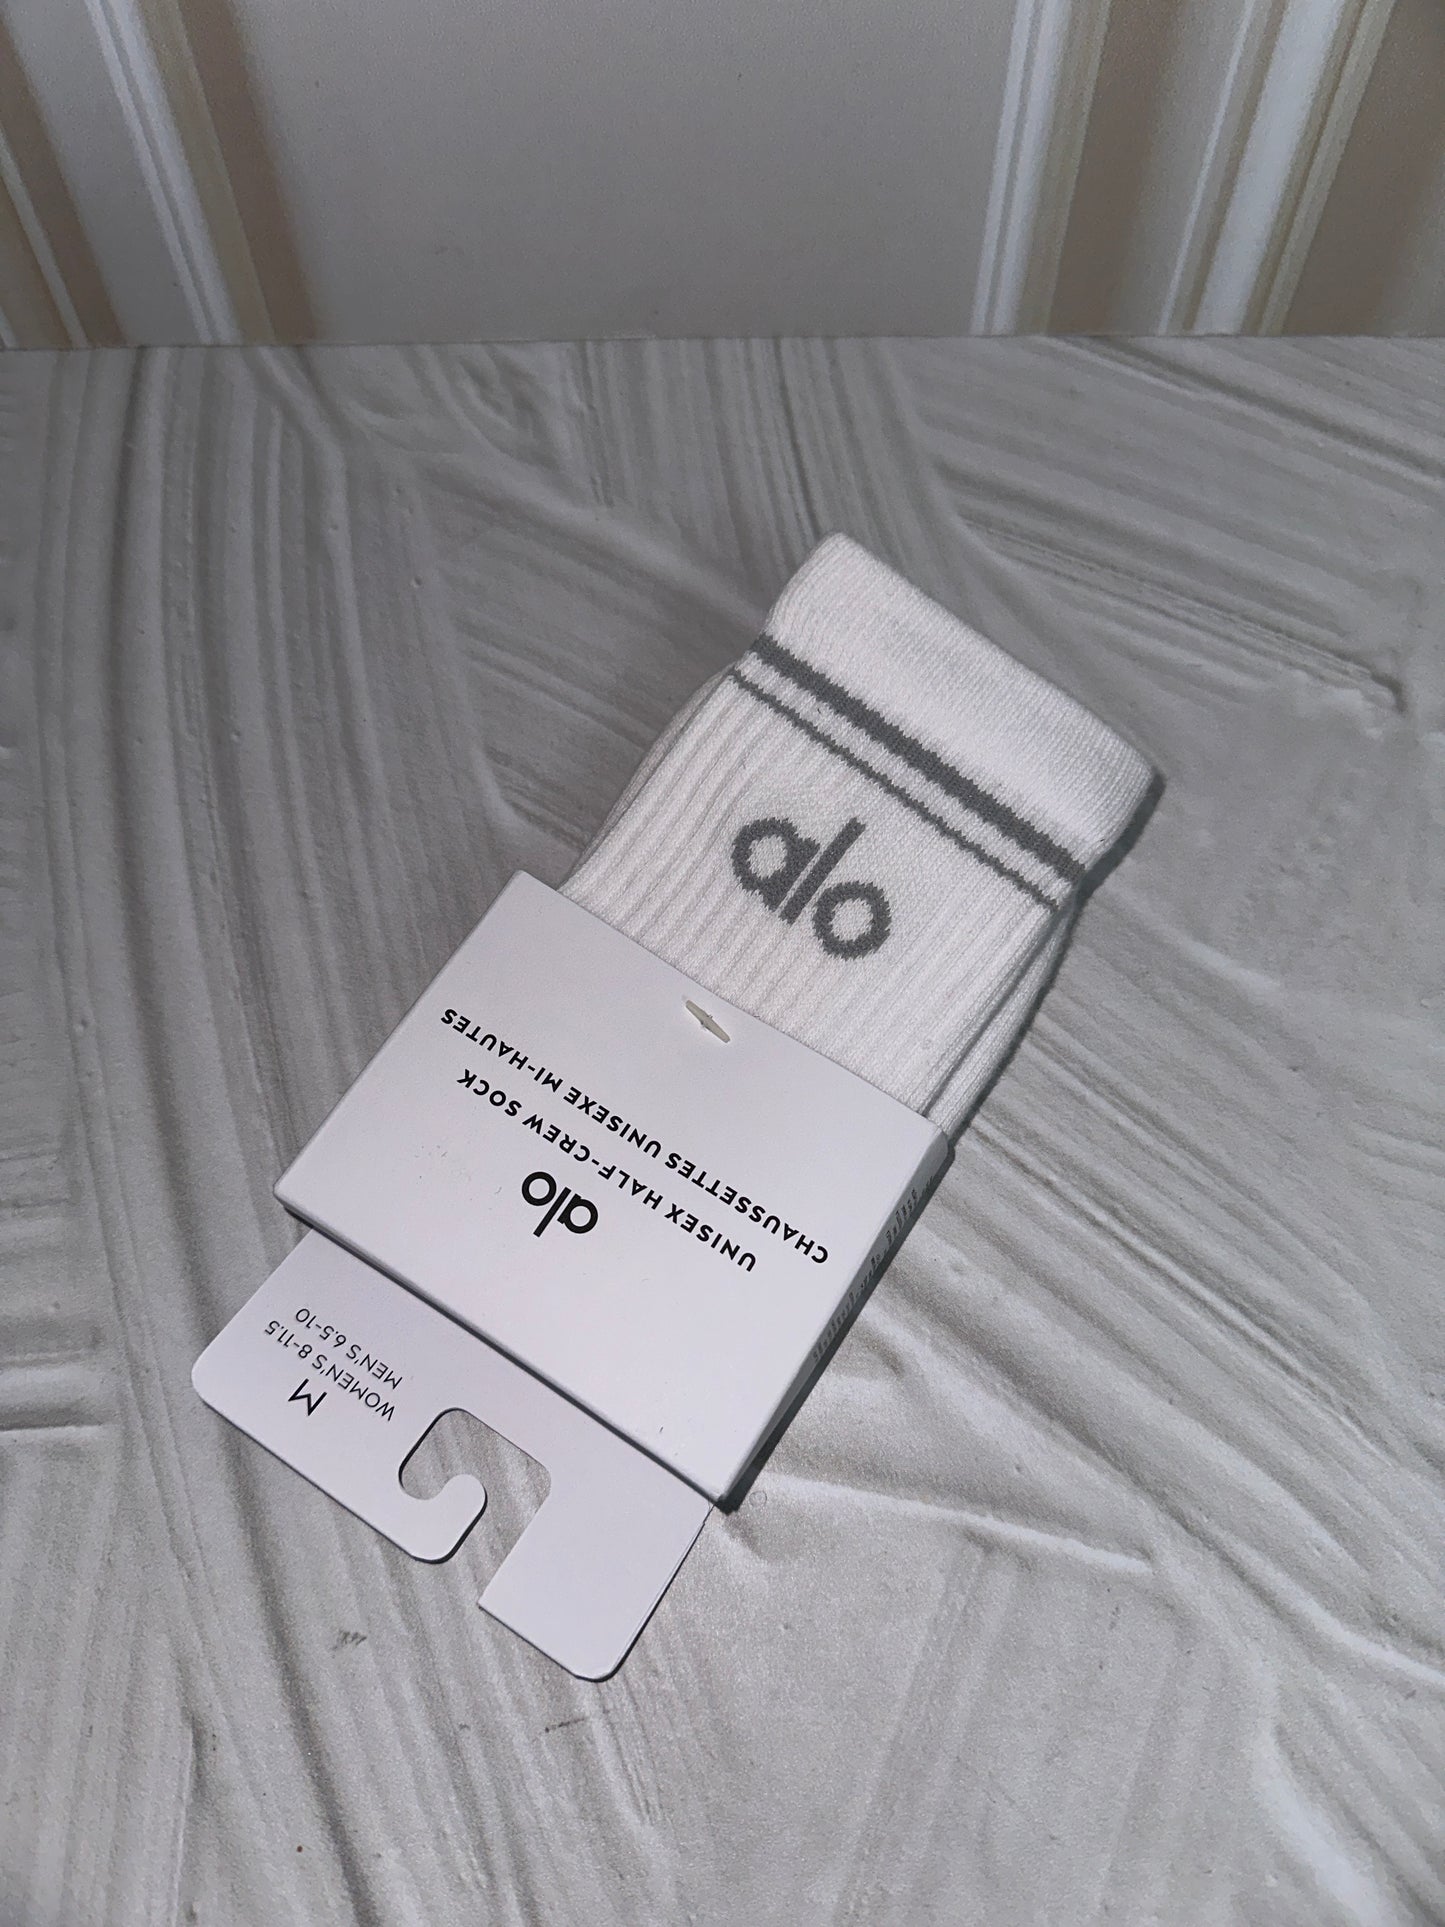 alo
alo
UNISEX HALF-CREW SOCK
CHAUSSETTES UNISEXE MI-HAUTES
M
WOMEN'S 8-11.5
MEN'S 6.5-10